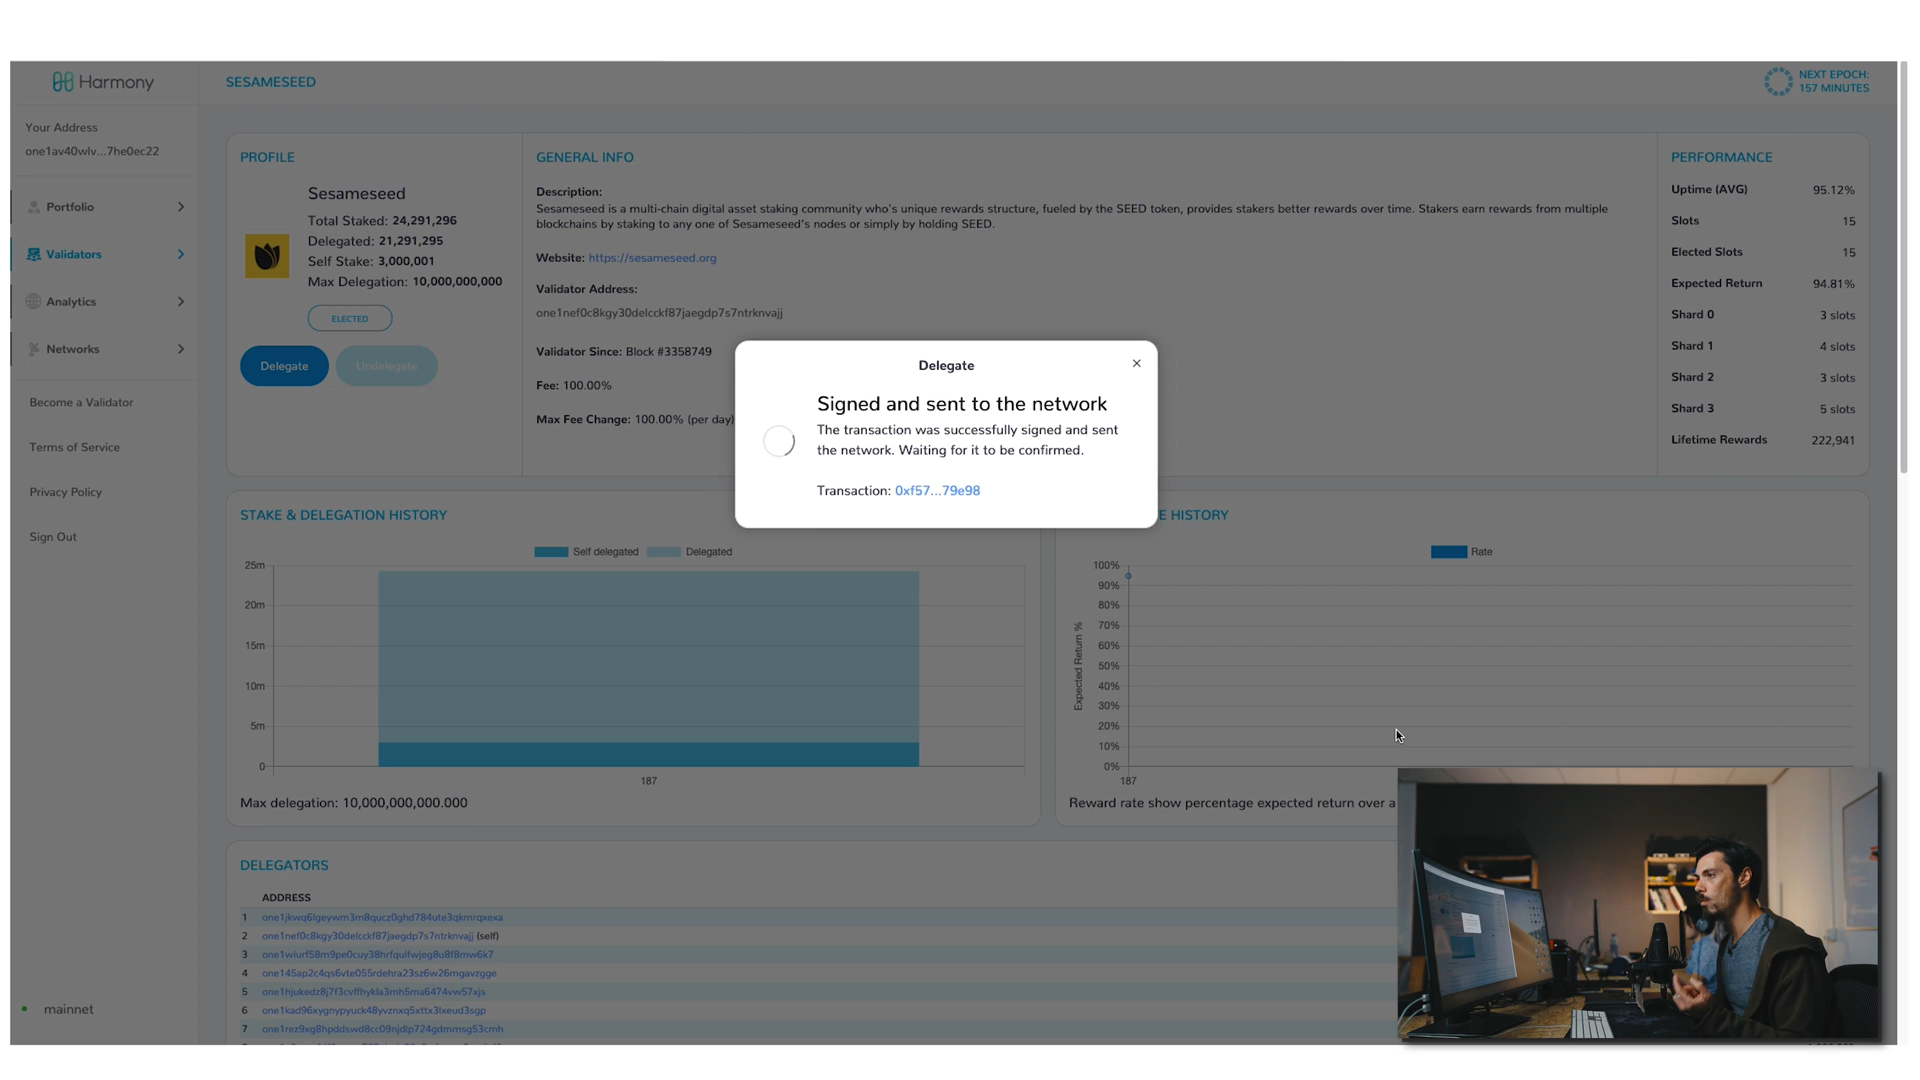 Harmony
SESAMESEED
NEXT EPOCH:
157 MINUTES
Your Address
one1av40wlv...7he0ec22
Portfolio
Validators
Analytics
Networks
Become a Validator
Terms of Service
Privacy Policy
Sign Out
mainnet
PROFILE
Sesameseed
Total Staked: 24,291,296
Delegated: 21,291,295
Self Stake: 3,000,001
Max Delegation: 10,000,000,000
ELECTED
Delegate
Undelegate
GENERAL INFO
Description:
Sesameseed is a multi-chain digital asset staking community who's unique rewards structure, fueled by the SEED token, provides stakers better rewards over time. Stakers earn rewards from multiple
blockchains by staking to any one of Sesameseed's nodes or simply by holding SEED.
Website: https://sesameseed.org
Validator Address:
one1nef0c8kgy30delcckf87jaegdp7s7ntrknvajj
Validator Since: Block #3358749
Fee: 100.00%
Max Fee Change: 100.00% (per day)
PERFORMANCE
Uptime (AVG) 95.12%
Slots 15
Elected Slots 15
Expected Return 94.81%
Shard 0 3 slots
Shard 1 4 slots
Shard 2 3 slots
Shard 3 5 slots
Lifetime Rewards 222,941
Delegate
×
Signed and sent to the network
The transaction was successfully signed and sent
the network. Waiting for it to be confirmed.
Transaction: 0xf57...79e98
STAKE & DELEGATION HISTORY
Self delegated Delegated
25m
20m
15m
10m
5m
0
187
Max delegation: 10,000,000,000.000
E HISTORY
Rate
Expected Return %
100%
90%
80%
70%
60%
50%
40%
30%
20%
10%
0%
187
Reward rate show percentage expected return over a
DELEGATORS
ADDRESS
1 one1jkwq6lgeywm3m8qucz0ghd784ute3qkmrqxexa
2 one1nef0c8kgy30delcckf87jaegdp7s7ntrknvajj (self)
3 one1wlurf58m9pe0cuy38hrfqulfwjeg8u8f8mw6k7
4 one145ap2c4qs6vte055rdehra23sz6w26mgavzgge
5 one1hjukedz8j7f3cvffhykla3mh5ma6474vw57xjs
6 one1kad96xygnypyuck48yvznxq5xttx3lxeud3sgp
7 one1rez9xg8hpddswd8cc09njdlp724gdmmsg53cmh